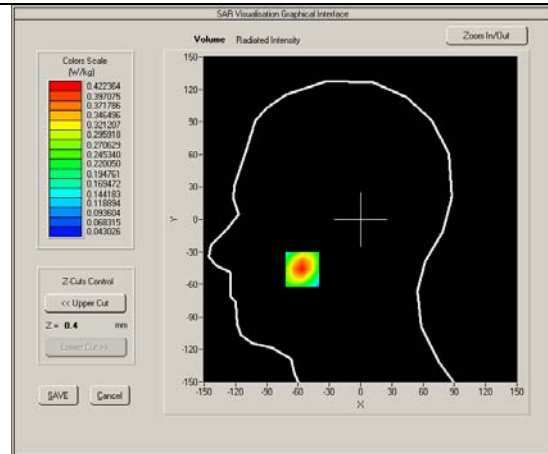 SAR Visualisation Graphical Interface
Volume Radiated Intensity
Zoom In/Out
Colors Scale
(W/kg)
0.422364
0.397075
0.371786
0.346496
0.321207
0.295918
0.270629
0.245340
0.220050
0.194761
0.169472
0.144183
0.118894
0.093604
0.068315
0.043026
Z-Cuts Control
<< Upper Cut
Z = 0.4 mm
Lower Cut >>
SAVE Cancel
150
120
90
60
30
0
-30
-60
-90
-120
-150
Y
-150 -120 -90 -60 -30 0 30 60 90 120 150
X